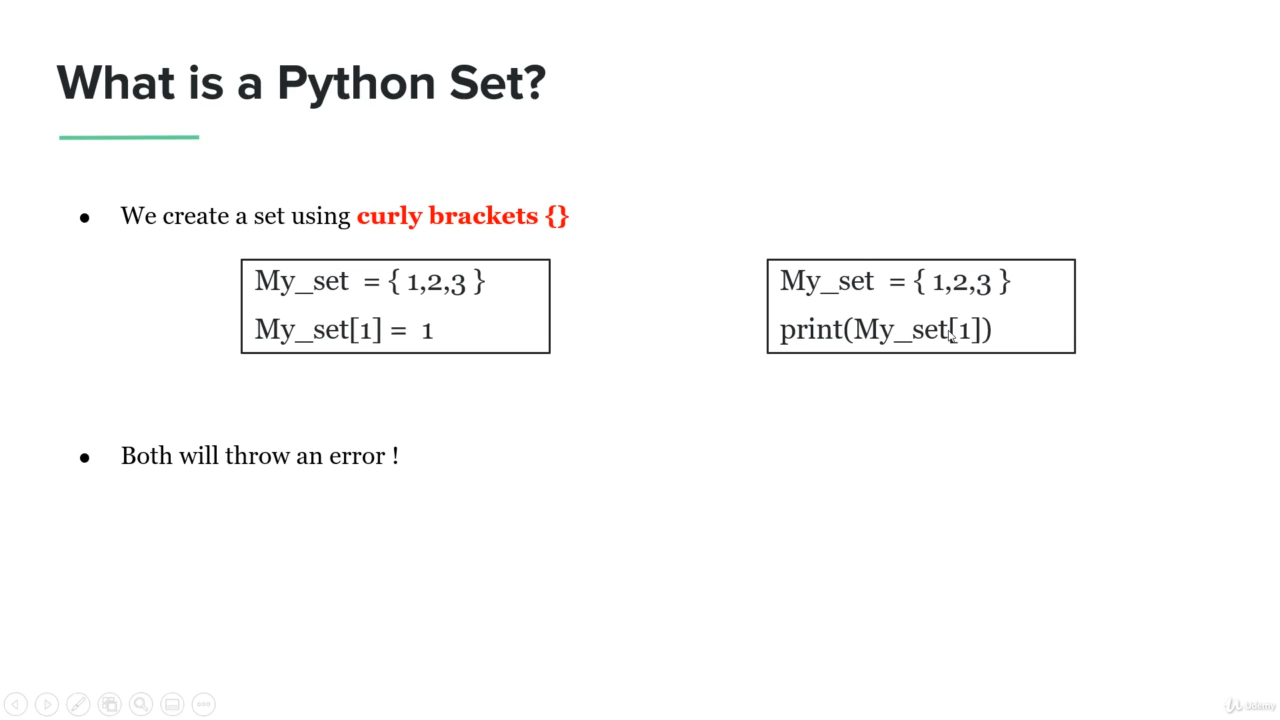 What is a Python Set?
● We create a set using curly brackets {}
My_set = { 1,2,3 }
My_set[1] = 1
My_set = { 1,2,3 }
print(My_set[1])
● Both will throw an error !
Udemy